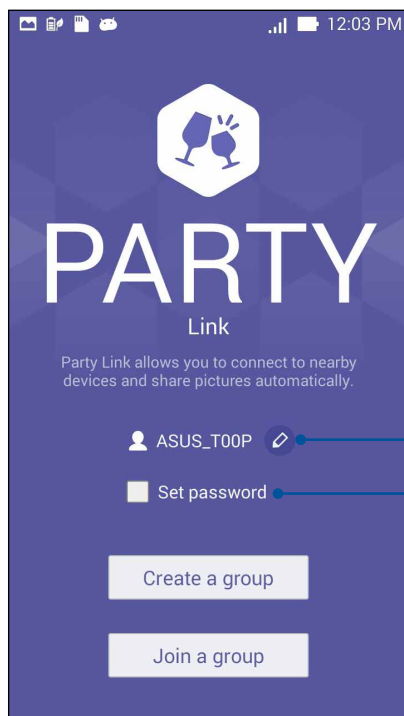 12:03 PM
PARTY
Link
Party Link allows you to connect to nearby
devices and share pictures automatically.
ASUS_T00P
Set password
Create a group
Join a group